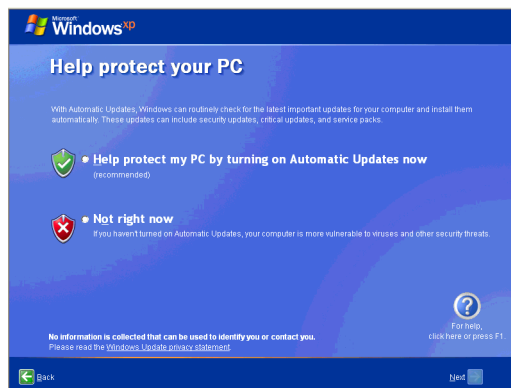 Microsoft
Windows xp
Help protect your PC
With Automatic Updates, Windows can routinely check for the latest important updates for your computer and install them
automatically. These updates can include security updates, critical updates, and service packs.
Help protect my PC by turning on Automatic Updates now
(recommended)
Not right now
If you haven't turned on Automatic Updates, your computer is more vulnerable to viruses and other security threats.
For help,
click here or press F1.
No information is collected that can be used to identify you or contact you.
Please read the Windows Update privacy statement.
Back
Next